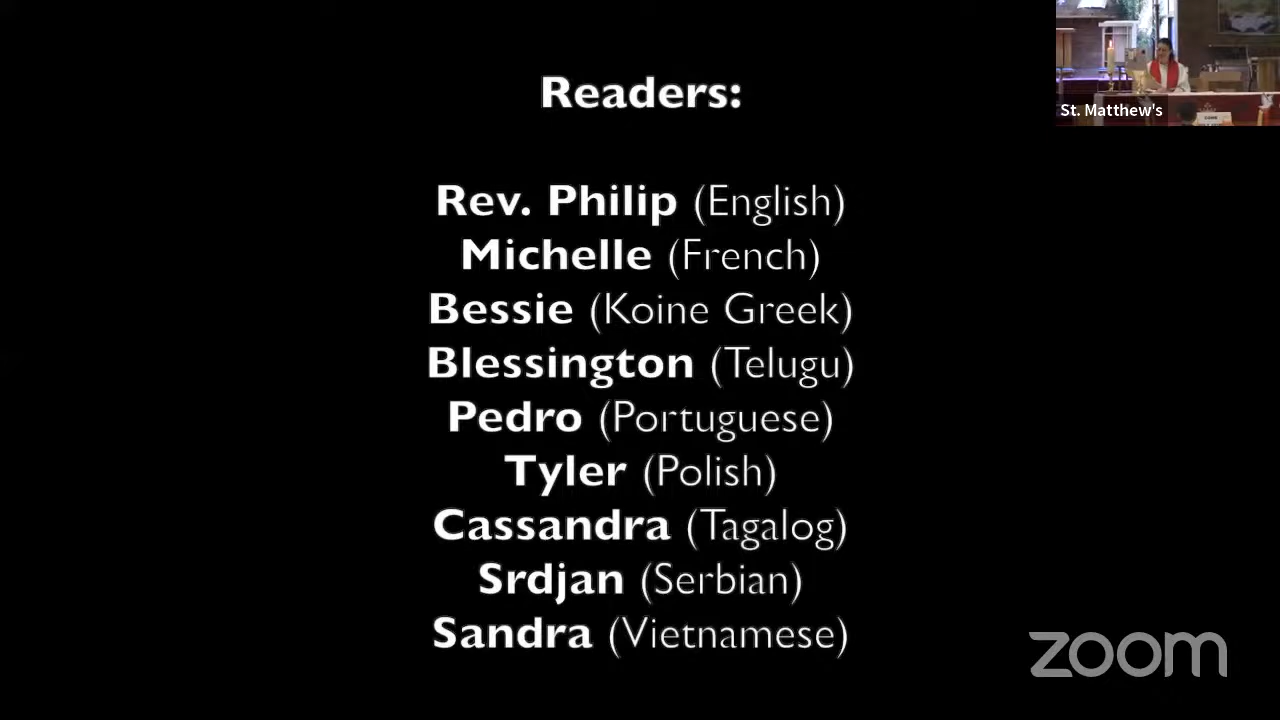 Readers:
Rev. Philip (English)
Michelle (French)
Bessie (Koine Greek)
Blessington (Telugu)
Pedro (Portuguese)
Tyler (Polish)
Cassandra (Tagalog)
Srdjan (Serbian)
Sandra (Vietnamese)
St. Matthew's
zoom